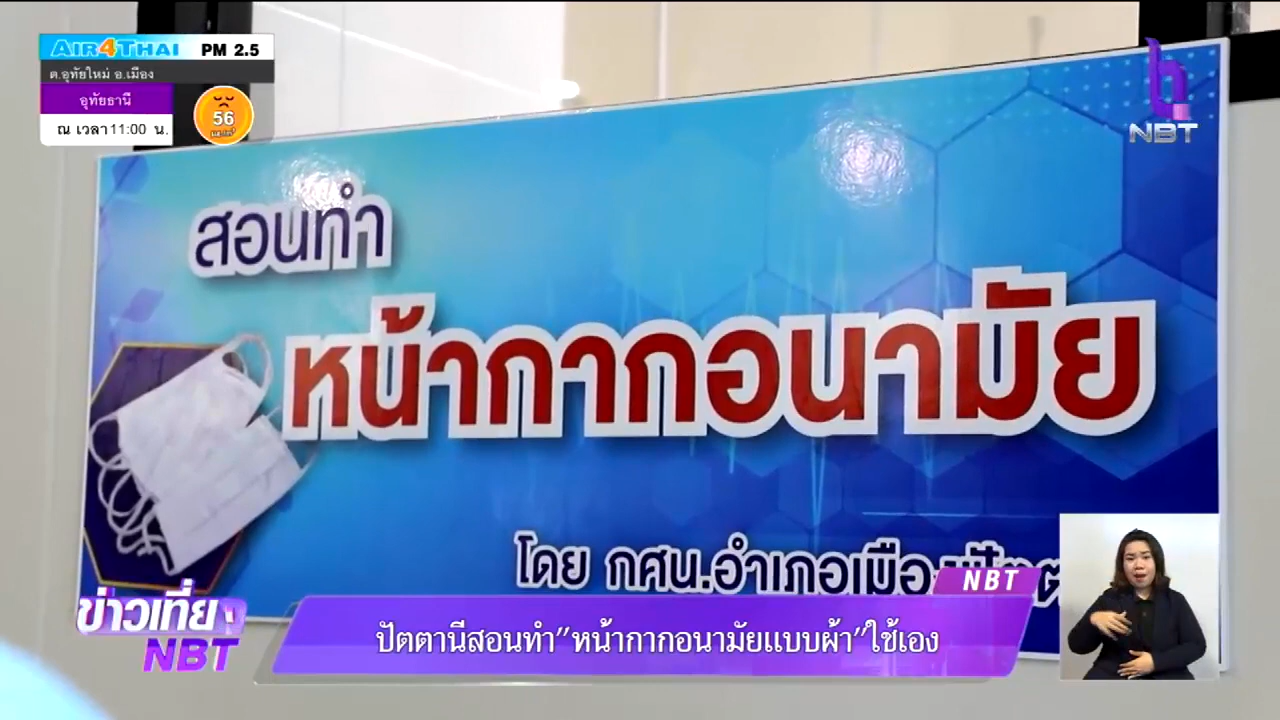 AIR4THAI PM 2.5
ต.อุทัยใหม่ อ.เมือง
อุทัยธานี
56
ณ เวลา 11:00 น.
NBT
สอนทำ
หน้ากากอนามัย
โดย กศน.อำเภอเมือง
NBT
ข่าวเที่ยง
NBT
ปัตตานีสอนทำ"หน้ากากอนามัยแบบผ้า"ใช้เอง